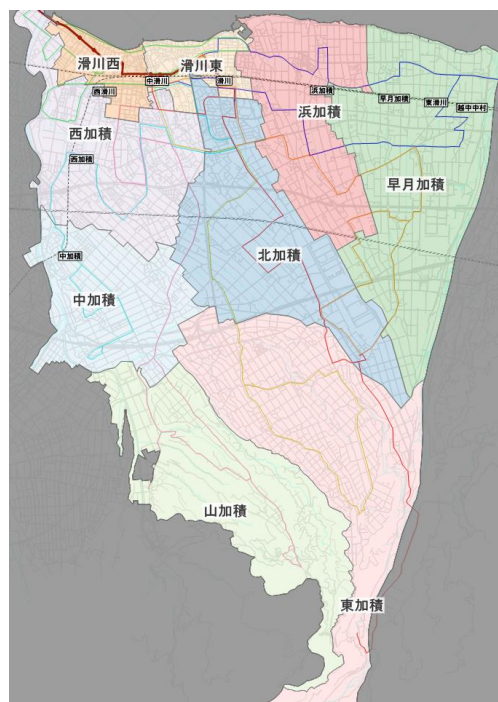 滑川西
滑川東
中滑川
滑川
西滑川
浜加積
早月加積
東滑川
越中中村
浜加積
西加積
西加積
早月加積
北加積
中加積
中加積
山加積
東加積